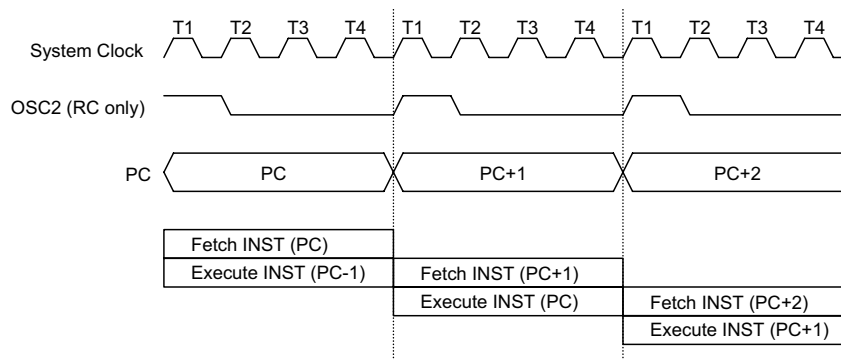 T1 T2 T3 T4 T1 T2 T3 T4 T1 T2 T3 T4
System Clock
OSC2 (RC only)
PC PC PC+1 PC+2
Fetch INST (PC)
Execute INST (PC-1) Fetch INST (PC+1)
Execute INST (PC) Fetch INST (PC+2)
Execute INST (PC+1)